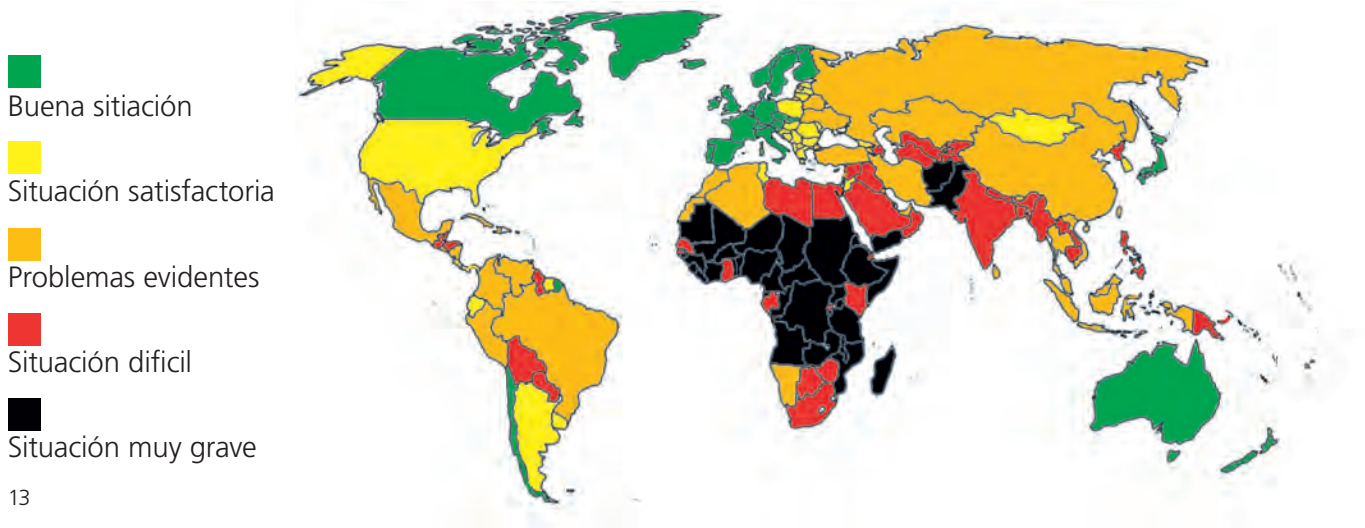 Buena sitiación
Situación satisfactoria
Problemas evidentes
Situación dificil
Situación muy grave
13